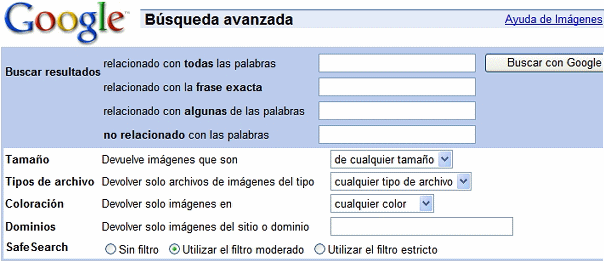 Google™ Búsqueda avanzada Ayuda de Imágenes
Buscar resultados relacionado con todas las palabras Buscar con Google
relacionado con la frase exacta
relacionado con algunas de las palabras
no relacionado con las palabras
Tamaño Devuelve imágenes que son de cualquier tamaño
Tipos de archivo Devolver solo archivos de imágenes del tipo cualquier tipo de archivo
Coloración Devolver solo imágenes en cualquier color
Dominios Devolver solo imágenes del sitio o dominio
SafeSearch Sin filtro Utilizar el filtro moderado Utilizar el filtro estricto